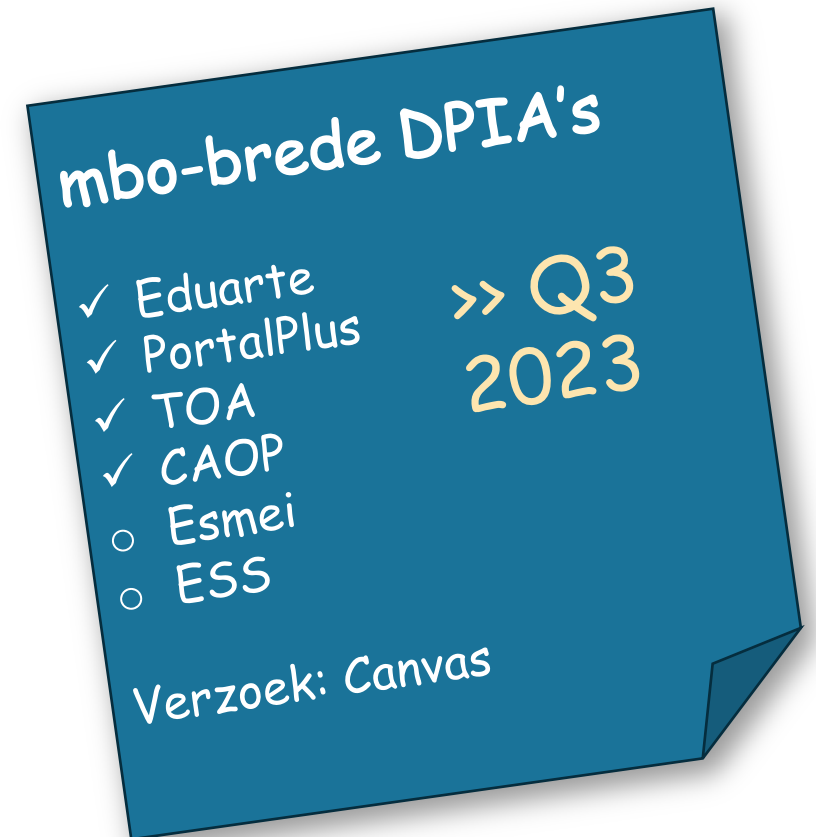 mbo-brede DPIA's
✓ Eduarte
✓ PortalPlus
✓ TOA
✓ CAOP
○ Esmei
○ ESS
>> Q3
2023
Verzoek: Canvas